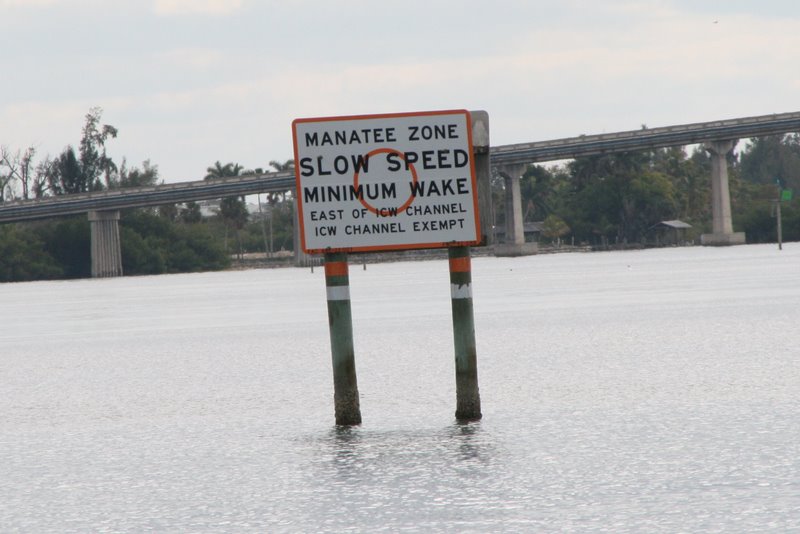 MANATEE ZONE
SLOW SPEED
MINIMUM WAKE
EAST OF ICW CHANNEL
ICW CHANNEL EXEMPT